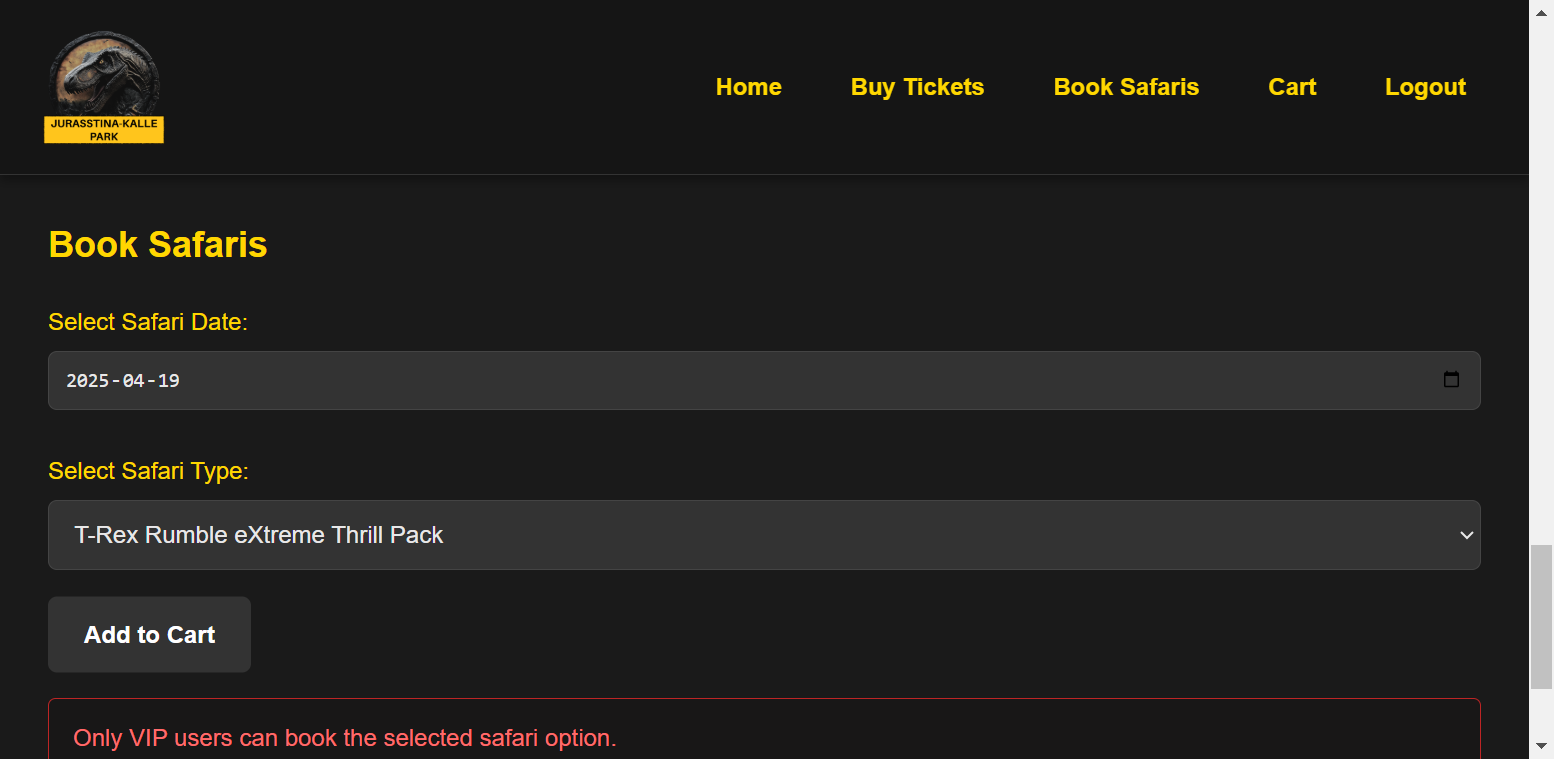 JURASSTINA-KALLE
PARK
Home
Buy Tickets
Book Safaris
Cart
Logout
Book Safaris
Select Safari Date:
2025-04-19
Select Safari Type:
T-Rex Rumble eXtreme Thrill Pack
Add to Cart
Only VIP users can book the selected safari option.